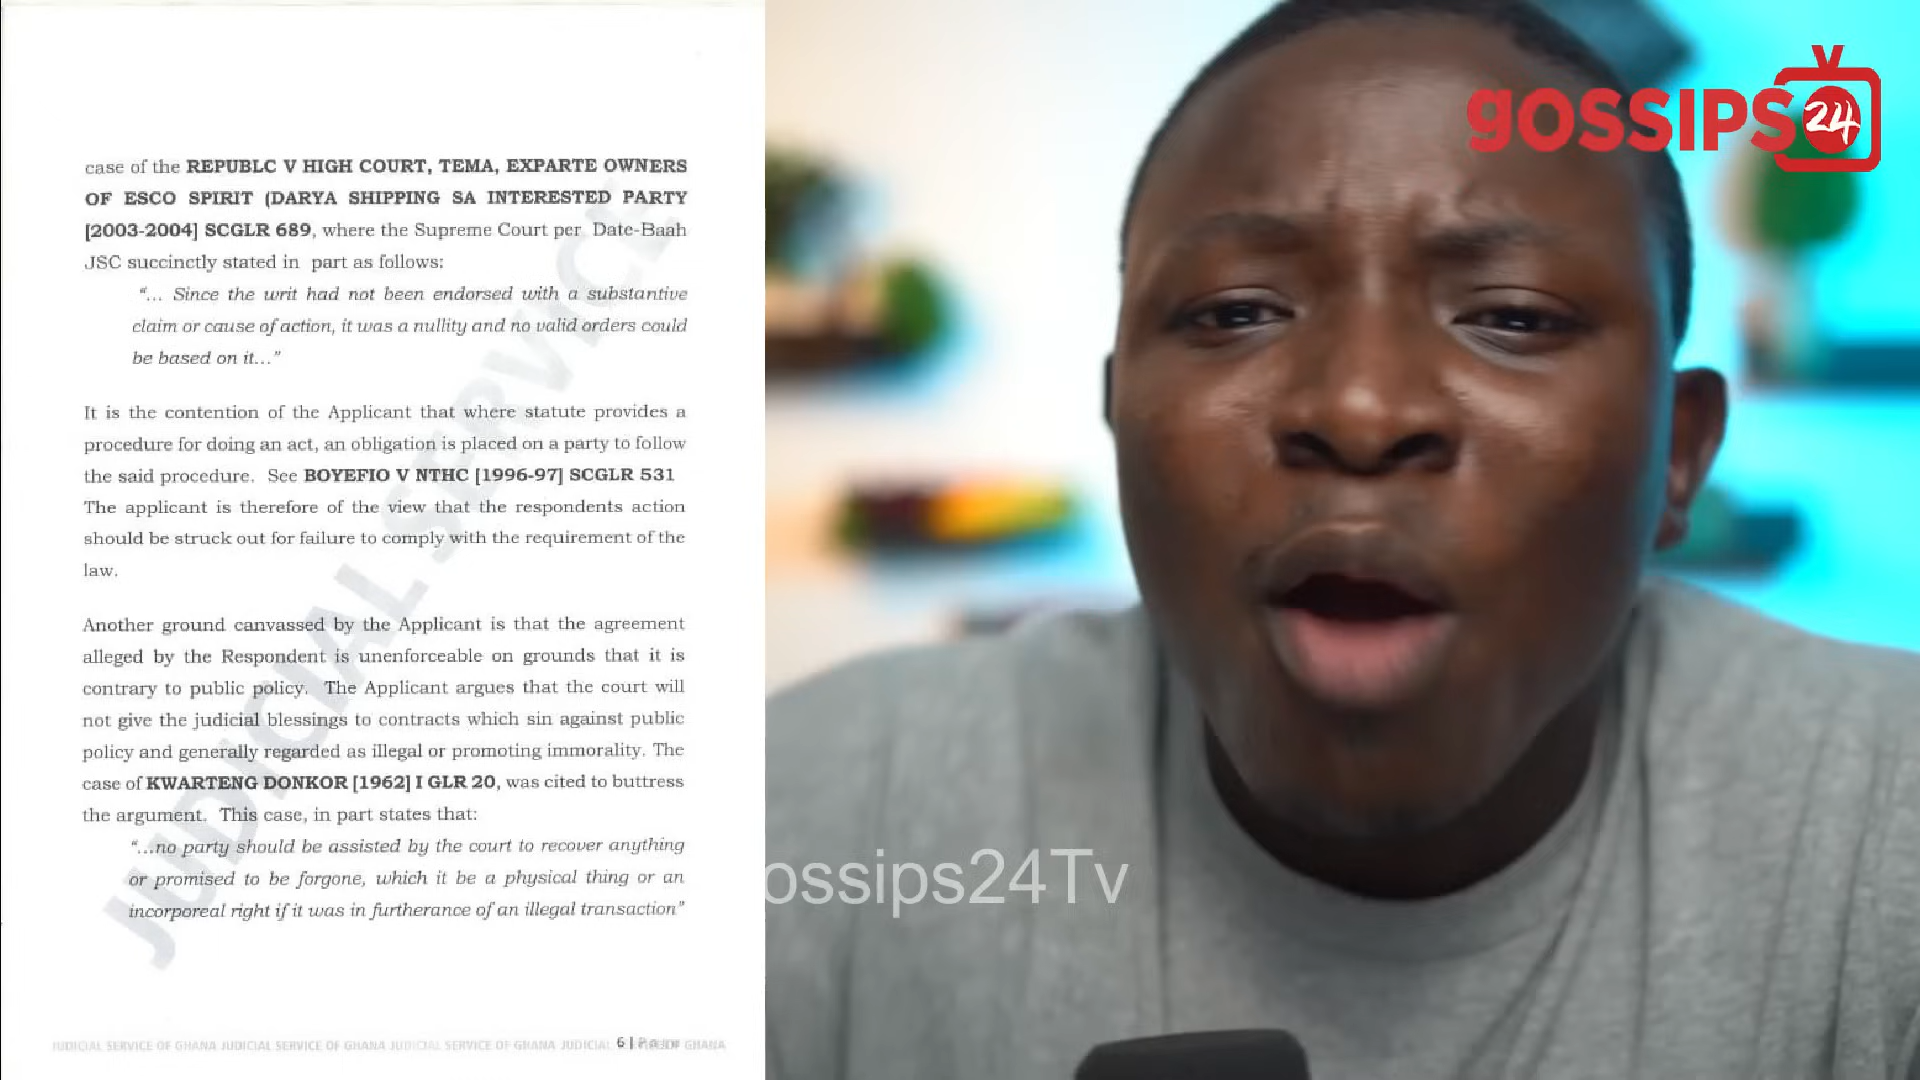 case of the REPUBLC V HIGH COURT, TEMA, EXPARTE OWNERS
OF ESCO SPIRIT (DARYA SHIPPING SA INTERESTED PARTY
[2003-2004] SCGLR 689, where the Supreme Court per Date-Baah
JSC succinctly stated in part as follows:
"... Since the writ had not been endorsed with a substantive
claim or cause of action, it was a nullity and no valid orders could
be based on it..."
It is the contention of the Applicant that where statute provides a
procedure for doing an act, an obligation is placed on a party to follow
the said procedure. See BOYEFIO V NTHC [1996-97] SCGLR 531
The applicant is therefore of the view that the respondents action
should be struck out for failure to comply with the requirement of the
law.
Another ground canvassed by the Applicant is that the agreement
alleged by the Respondent is unenforceable on grounds that it is
contrary to public policy. The Applicant argues that the court will
not give the judicial blessings to contracts which sin against public
policy and generally regarded as illegal or promoting immorality. The
case of KWARTENG DONKOR [1962] I GLR 20, was cited to buttress
the argument. This case, in part states that:
"...no party should be assisted by the court to recover anything
or promised to be forgone, which it be a physical thing or an
incorporeal right if it was in furtherance of an illegal transaction"
JUDICIAL SERVICE
JUDICIAL SERVICE OF GHANA JUDICIAL SERVICE OF GHANA JUDICIAL SERVICE OF GHANA JUDICIAL 6 | GHANA
gOSSIPS 24
ossips24Tv